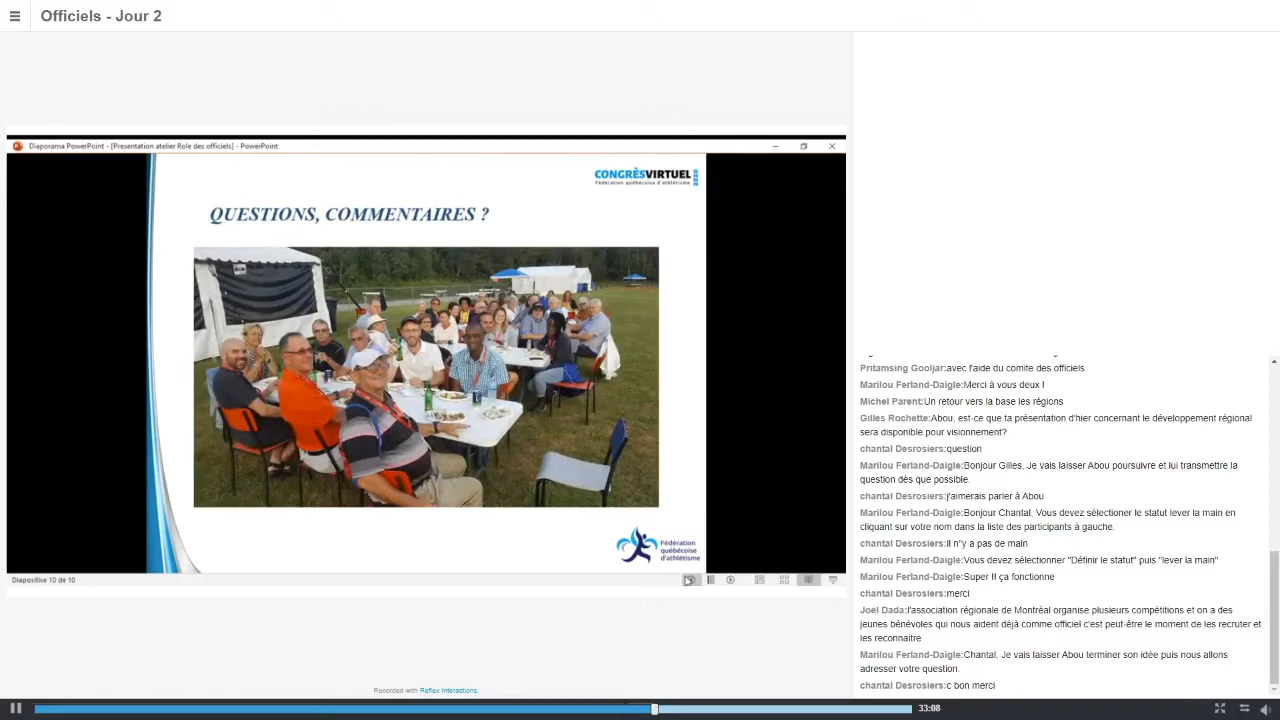 Officiels - Jour 2
Diaporama PowerPoint - [Presentation atelier Role des officiels] - PowerPoint
CONGRÈSVIRTUEL 2020
Fédération québécoise d'athlétisme
QUESTIONS, COMMENTAIRES ?
Fédération
québécoise
d'athlétisme
Diapositive 10 de 10
Recorded with Reflex Interactions.
Pritamsing Gooljar:avec l'aide du comite des officiels
Marilou Ferland-Daigle:Merci à vous deux !
Michel Parent:Un retour vers la base les régions
Gilles Rochette:Abou, est-ce que ta présentation d'hier concernant le développement régional
sera disponible pour visionnement?
chantal Desrosiers:question
Marilou Ferland-Daigle:Bonjour Gilles, Je vais laisser Abou poursuivre et lui transmettre la
question dès que possible.
chantal Desrosiers:j'aimerais parler à Abou
Marilou Ferland-Daigle:Bonjour Chantal, Vous devez sélectionner le statut lever la main en
cliquant sur votre nom dans la liste des participants à gauche.
chantal Desrosiers:il n"y a pas de main
Marilou Ferland-Daigle:Vous devez sélectionner "Définir le statut" puis "lever la main"
Marilou Ferland-Daigle:Super !! ça fonctionne
chantal Desrosiers:merci
Joël Dada:l'association régionale de Montréal organise plusieurs compétitions et on a des
jeunes bénévoles qui nous aident déjà comme officiel c'est peut-être le moment de les recruter et
les reconnaitre
Marilou Ferland-Daigle:Chantal, Je vais laisser Abou terminer son idée puis nous allons
adresser votre question.
chantal Desrosiers:c bon merci
33:08